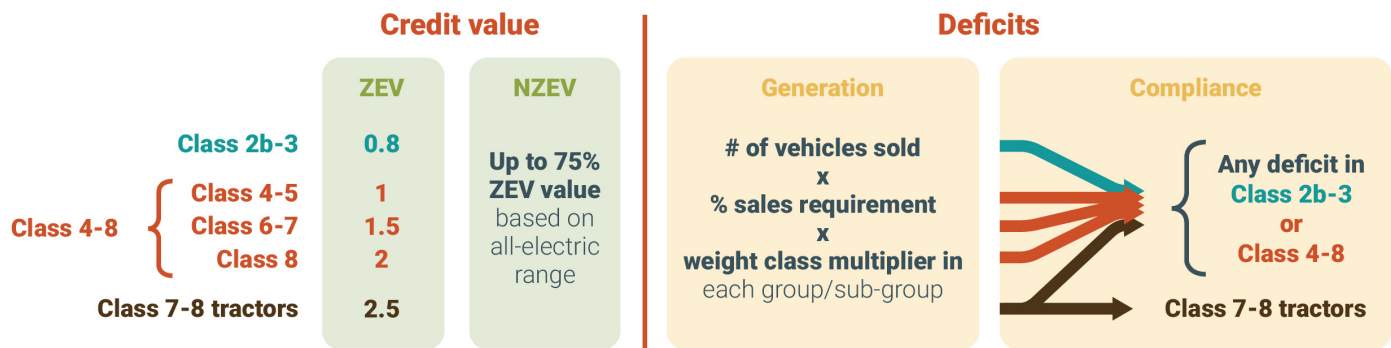 Credit value
Deficits
ZEV
NZEV
Generation
Compliance
Class 2b-3
0.8
Class 4-8
Class 4-5
1
Class 6-7
1.5
Class 8
2
Class 7-8 tractors
2.5
Up to 75%
ZEV value
based on
all-electric
range
# of vehicles sold
x
% sales requirement
x
weight class multiplier in
each group/sub-group
Any deficit in
Class 2b-3
or
Class 4-8
Class 7-8 tractors